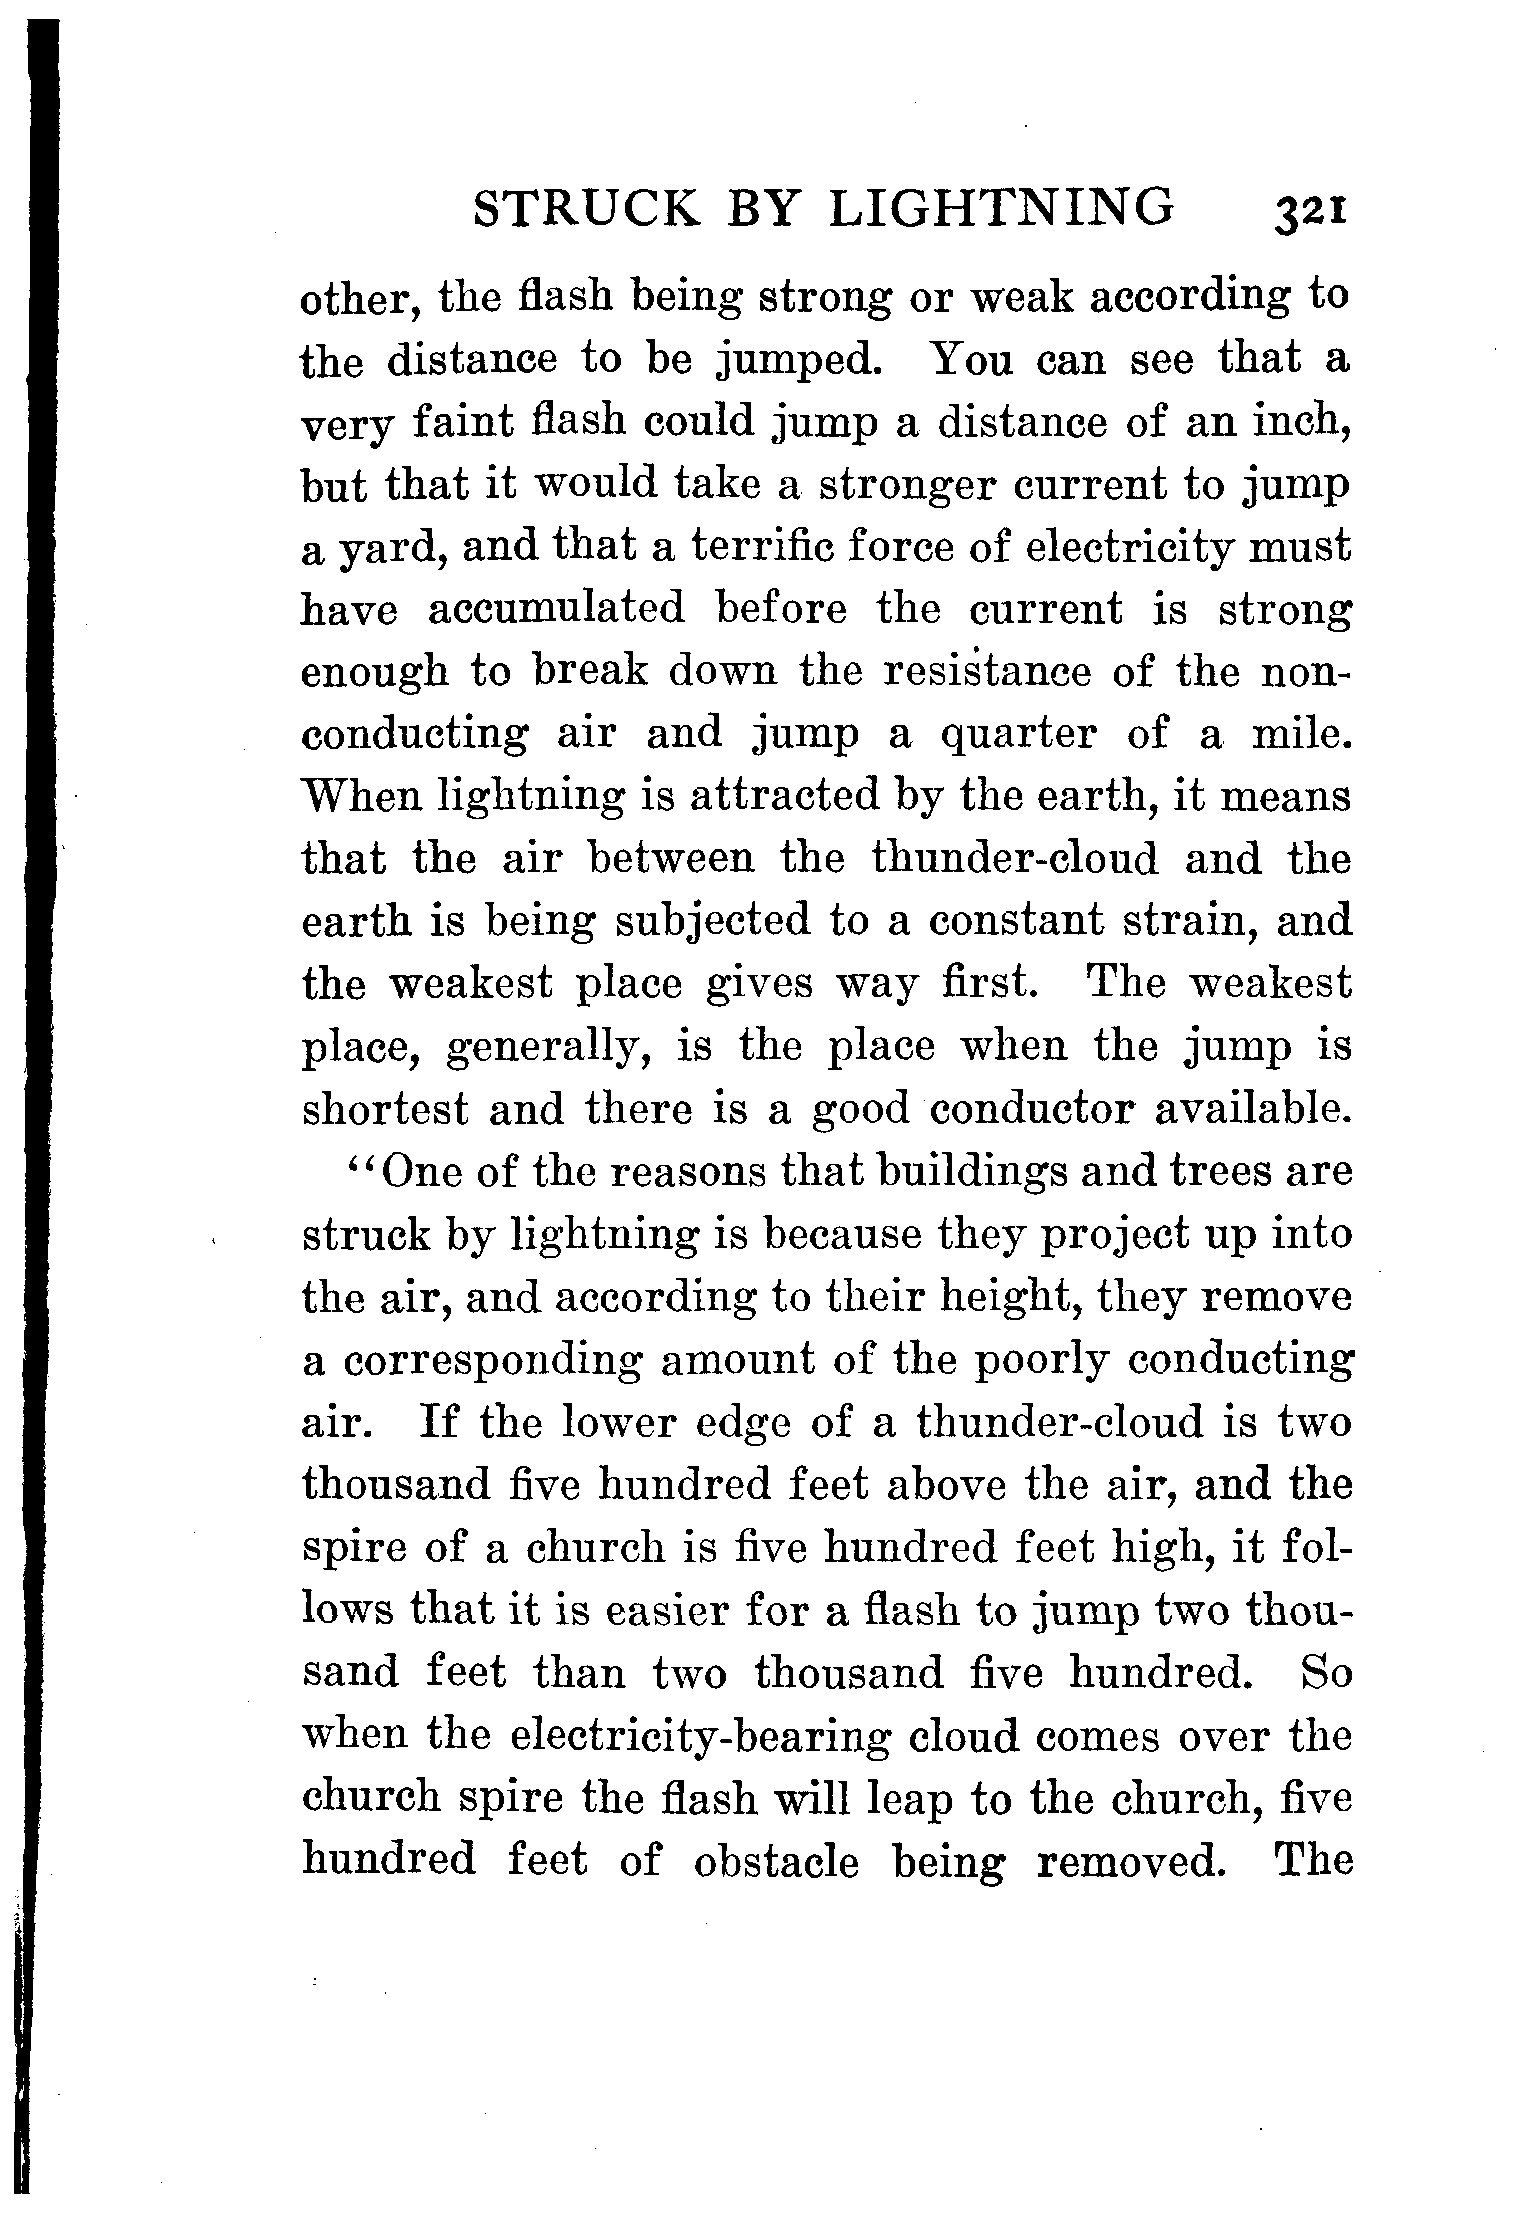 STRUCK BY LIGHTNING 321
other, the flash being strong or weak according to
the distance to be jumped. You can see that a
very faint flash could jump a distance of an inch,
but that it would take a stronger current to jump
a yard, and that a terrific force of electricity must
have accumulated before the current is strong
enough to break down the resistance of the non-
conducting air and jump a quarter of a mile.
When lightning is attracted by the earth, it means
that the air between the thunder-cloud and the
earth is being subjected to a constant strain, and
the weakest place gives way first. The weakest
place, generally, is the place when the jump is
shortest and there is a good conductor available.
“One of the reasons that buildings and trees are
struck by lightning is because they project up into
the air, and according to their height, they remove
a corresponding amount of the poorly conducting
air. If the lower edge of a thunder-cloud is two
thousand five hundred feet above the air, and the
spire of a church is five hundred feet high, it fol-
lows that it is easier for a flash to jump two thou-
sand feet than two thousand five hundred. So
when the electricity-bearing cloud comes over the
church spire the flash will leap to the church, five
hundred feet of obstacle being removed. The